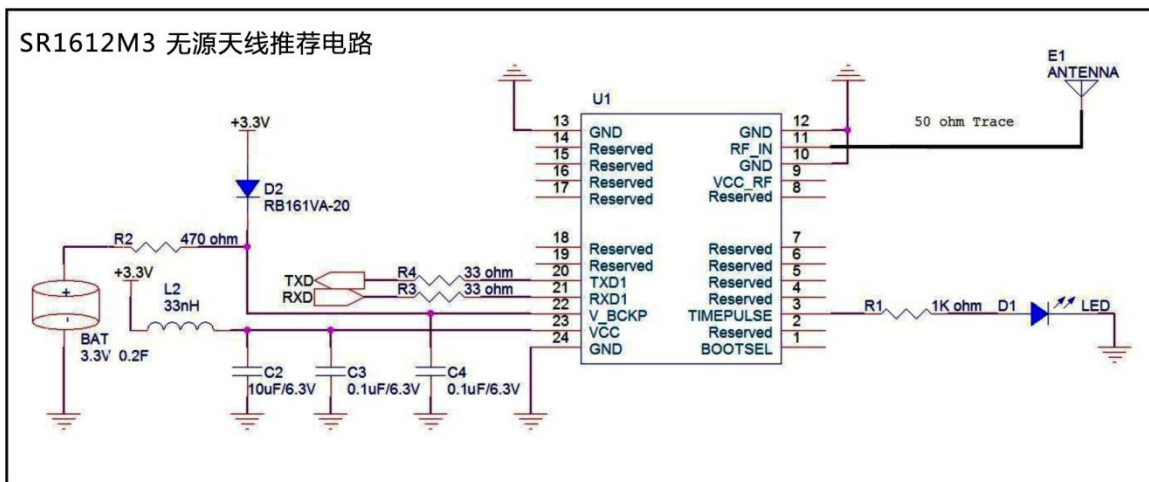 SR1612M3 无源天线推荐电路
E1
ANTENNA
50 ohm Trace
U1
+3.3V
D2
RB161VA-20
R2 470 ohm
+3.3V
L2
33nH
+
-
BAT
3.3V 0.2F
TXD R4 33 ohm
RXD R3 33 ohm
C2
10uF/6.3V
C3
0.1uF/6.3V
C4
0.1uF/6.3V
13 GND
14 Reserved
15 Reserved
16 Reserved
17 Reserved
18 Reserved
19 Reserved
20 TXD1
21 RXD1
22 V_BCKP
23 VCC
24 GND
GND 12
RF_IN 11
GND 10
VCC_RF 9
Reserved 8
Reserved 7
Reserved 6
Reserved 5
Reserved 4
TIMEPULSE 3
Reserved 2
BOOTSEL 1
R1 1K ohm D1 LED